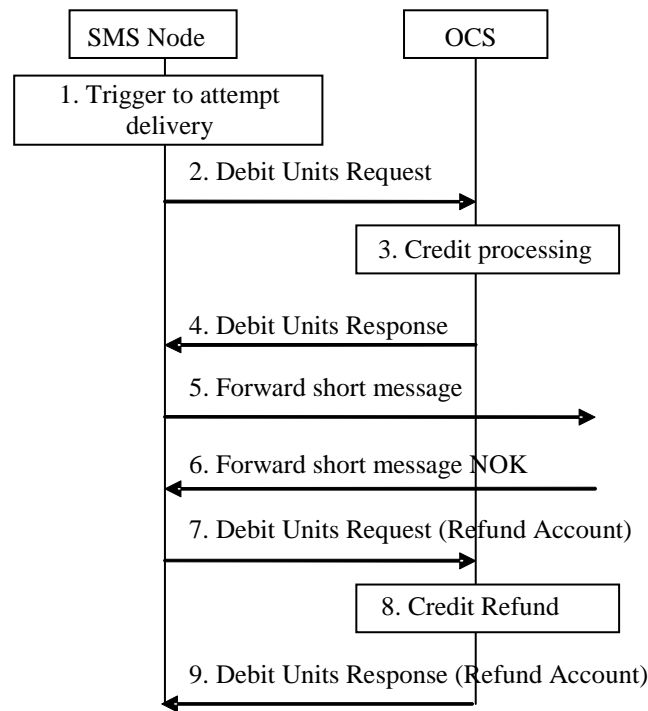 SMS Node
OCS
1. Trigger to attempt
delivery
2. Debit Units Request
3. Credit processing
4. Debit Units Response
5. Forward short message
6. Forward short message NOK
7. Debit Units Request (Refund Account)
8. Credit Refund
9. Debit Units Response (Refund Account)